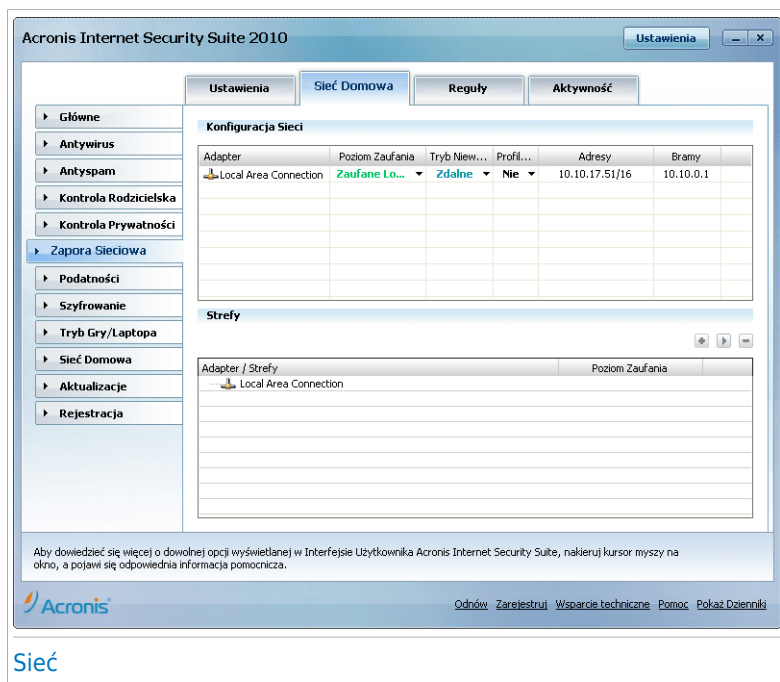 Acronis Internet Security Suite 2010
Ustawienia
Ustawienia Sieć Domowa Reguły Aktywność
Główne
Antywirus
Antyspam
Kontrola Rodzicielska
Kontrola Prywatności
Zapora Sieciowa
Podatności
Szyfrowanie
Tryb Gry/Laptopa
Sieć Domowa
Aktualizacje
Rejestracja
Konfiguracja Sieci
Adapter Poziom Zaufania Tryb Niew... Profil... Adresy Bramy
Local Area Connection Zaufane Lo... Zdalne Nie 10.10.17.51/16 10.10.0.1
Strefy
Adapter / Strefy Poziom Zaufania
Local Area Connection
Aby dowiedzieć się więcej o dowolnej opcji wyświetlanej w Interfejsie Użytkownika Acronis Internet Security Suite, nakieruj kursor myszy na
okno, a pojawi się odpowiednia informacja pomocnicza.
Acronis
Odnów Zarejestruj Wsparcie techniczne Pomoc Pokaż Dzienniki
Sieć